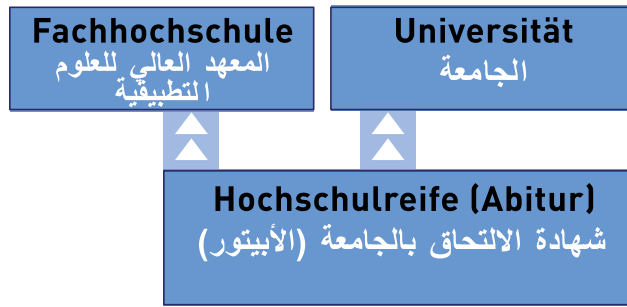 Fachhochschule
المعهد العالي للعلوم
التطبيقية
Universität
الجامعة
Hochschulreife (Abitur)
شهادة الالتحاق بالجامعة (الأبيتور)